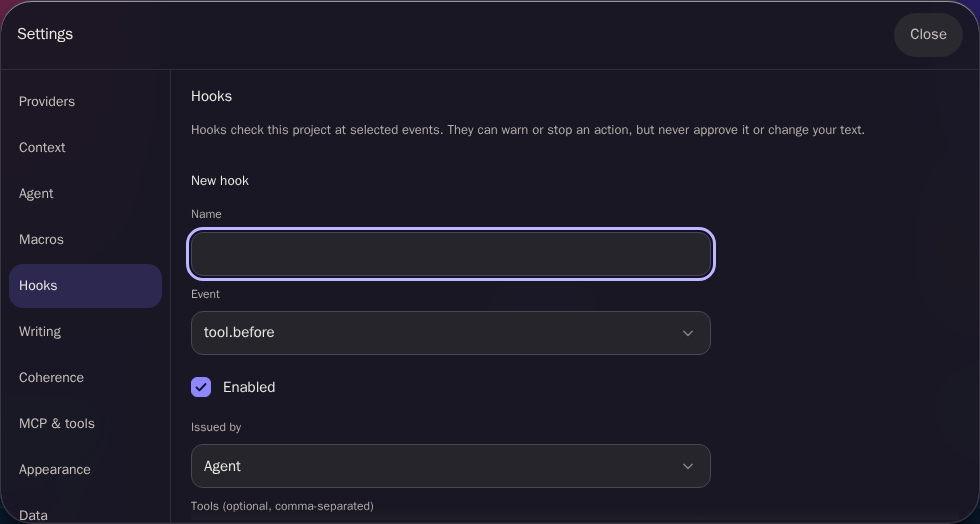 Settings
Close
Providers
Context
Agent
Macros
Hooks
Writing
Coherence
MCP & tools
Appearance
Data
Hooks
Hooks check this project at selected events. They can warn or stop an action, but never approve it or change your text.
New hook
Name
Event
tool.before
Enabled
Issued by
Agent
Tools (optional, comma-separated)